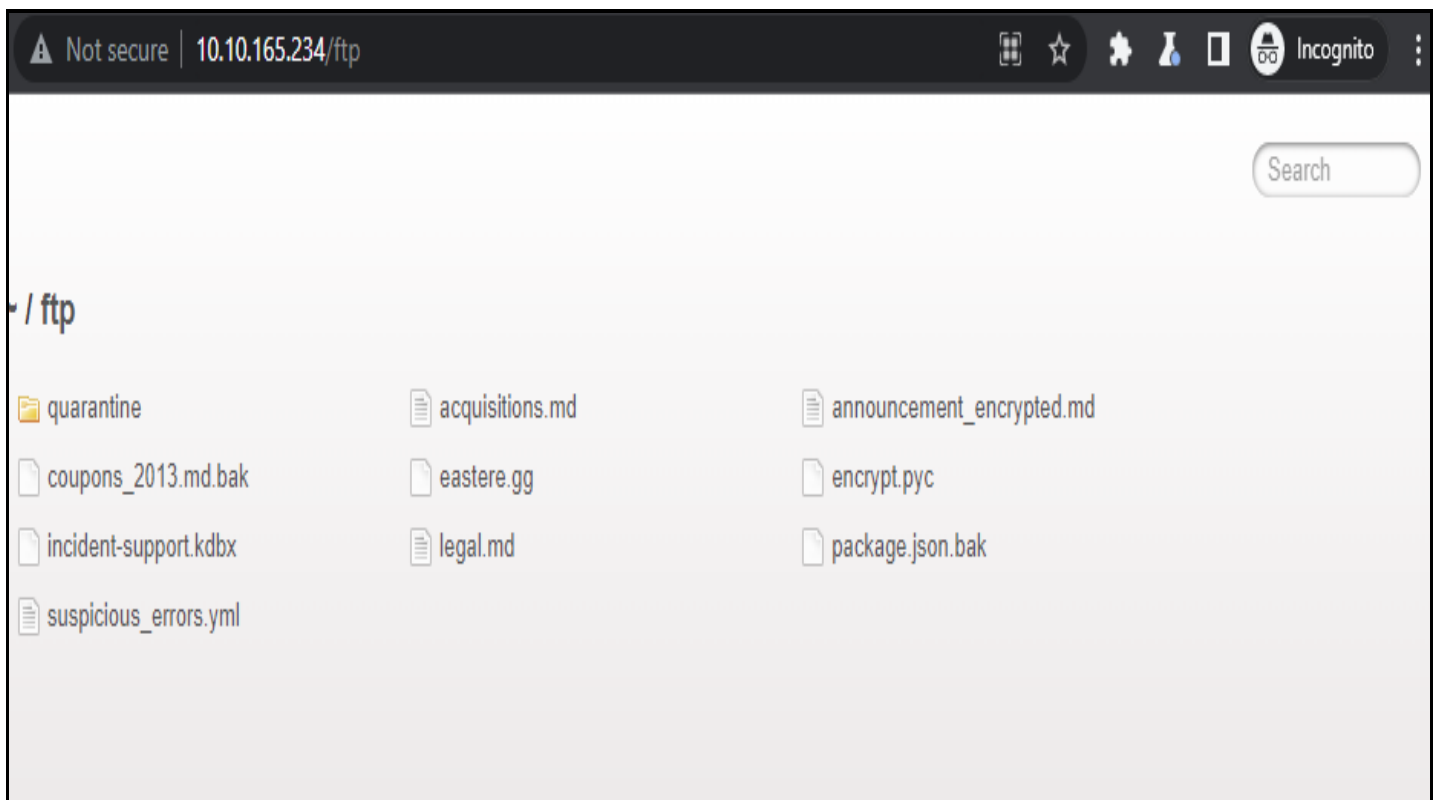 Not secure 10.10.165.234/ftp Incognito
Search
~ / ftp
quarantine acquisitions.md announcement_encrypted.md
coupons_2013.md.bak eastere.gg encrypt.pyc
incident-support.kdbx legal.md package.json.bak
suspicious_errors.yml